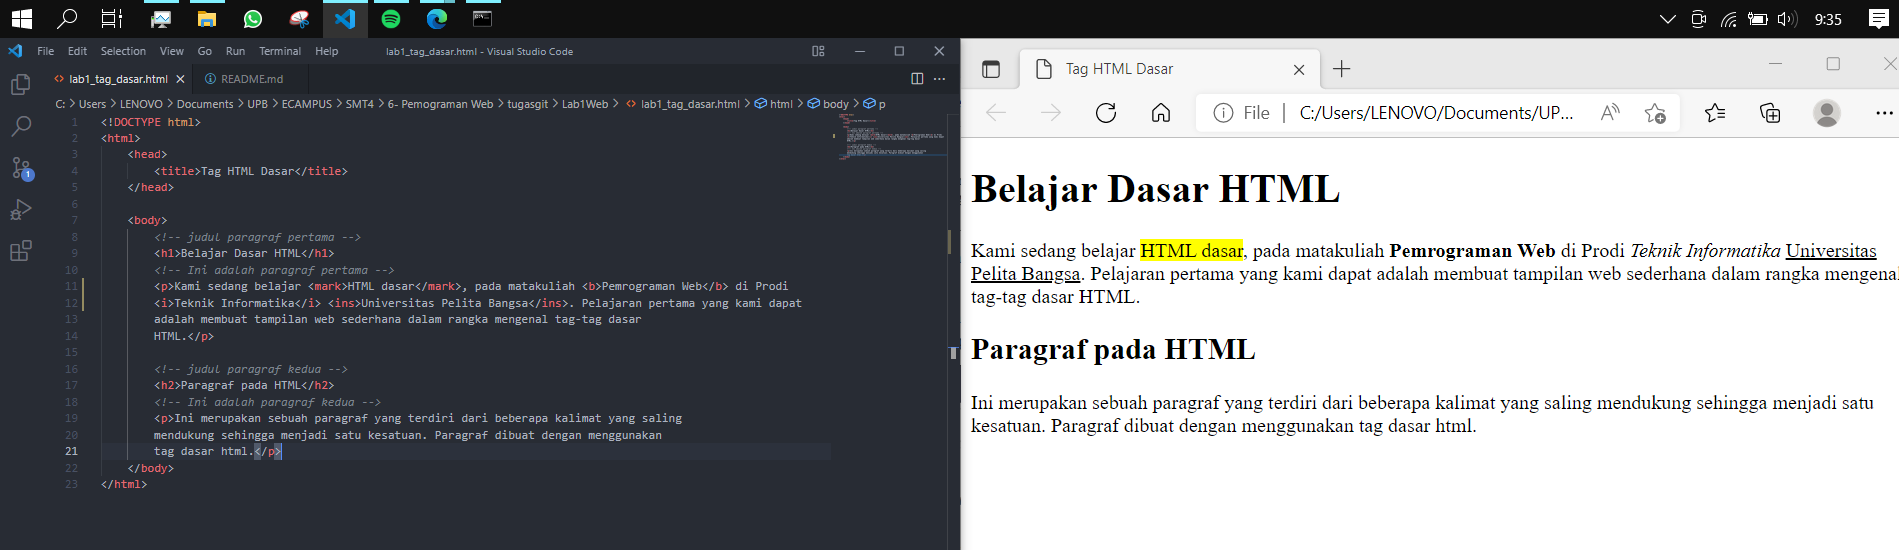 9:35
File Edit Selection View Go Run Terminal Help lab1_tag_dasar.html - Visual Studio Code
lab1_tag_dasar.html README.md
C: > Users > LENOVO > Documents > UPB > ECAMPUS > SMT4 > 6- Pemograman Web > tugasgit > Lab1Web > lab1_tag_dasar.html > html > body > p
1 <!DOCTYPE html>
2 <html>
3 <head>
4 <title>Tag HTML Dasar</title>
5 </head>
6
7 <body>
8 <!-- judul paragraf pertama -->
9 <h1>Belajar Dasar HTML</h1>
10 <!-- Ini adalah paragraf pertama -->
11 <p>Kami sedang belajar <mark>HTML dasar</mark>, pada matakuliah <b>Pemrograman Web</b> di Prodi
12 <i>Teknik Informatika</i> <ins>Universitas Pelita Bangsa</ins>. Pelajaran pertama yang kami dapat
13 adalah membuat tampilan web sederhana dalam rangka mengenal tag-tag dasar
14 HTML.</p>
15
16 <!-- judul paragraf kedua -->
17 <h2>Paragraf pada HTML</h2>
18 <!-- Ini adalah paragraf kedua -->
19 <p>Ini merupakan sebuah paragraf yang terdiri dari beberapa kalimat yang saling
20 mendukung sehingga menjadi satu kesatuan. Paragraf dibuat dengan menggunakan
21 tag dasar html.</p>
22 </body>
23 </html>
1
Tag HTML Dasar
File | C:/Users/LENOVO/Documents/UP...
Belajar Dasar HTML
Kami sedang belajar HTML dasar, pada matakuliah Pemrograman Web di Prodi Teknik Informatika Universitas
Pelita Bangsa. Pelajaran pertama yang kami dapat adalah membuat tampilan web sederhana dalam rangka mengenal
tag-tag dasar HTML.
Paragraf pada HTML
Ini merupakan sebuah paragraf yang terdiri dari beberapa kalimat yang saling mendukung sehingga menjadi satu
kesatuan. Paragraf dibuat dengan menggunakan tag dasar html.